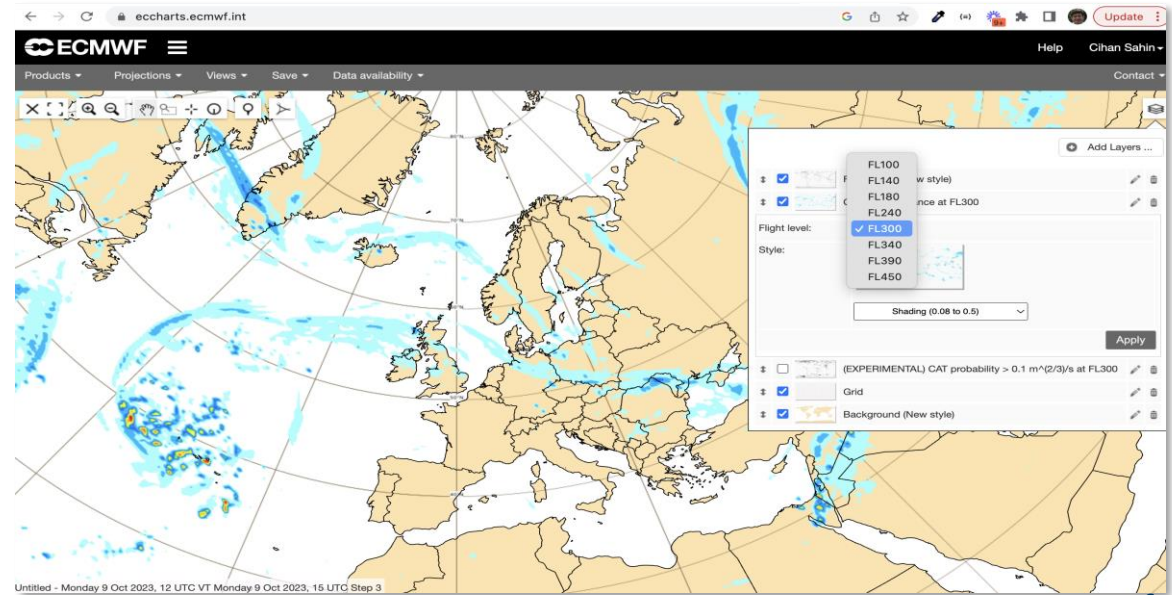 eccharts.ecmwf.int
Update
ECMWF
Help Cihan Sahin
Products Projections Views Save Data availability Contact
Add Layers ...
FL100
FL140
FL180
FL240
FL300
FL340
FL390
FL450
w style)
nce at FL300
Flight level:
Style:
Shading (0.08 to 0.5)
Apply
(EXPERIMENTAL) CAT probability > 0.1 m^(2/3)/s at FL300
Grid
Background (New style)
Untitled - Monday 9 Oct 2023, 12 UTC VT Monday 9 Oct 2023, 15 UTC Step 3